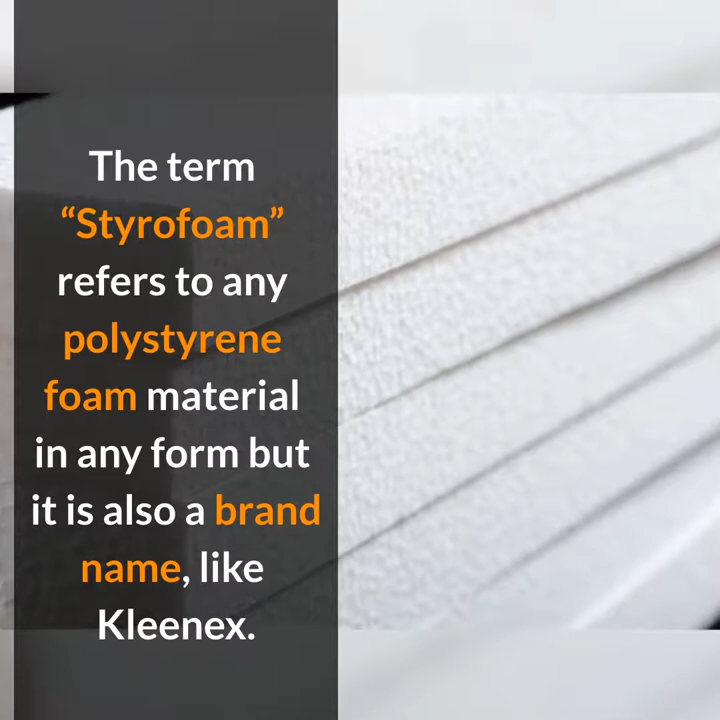 The term
“Styrofoam”
refers to any
polystyrene
foam material
in any form but
it is also a brand
name, like
Kleenex.